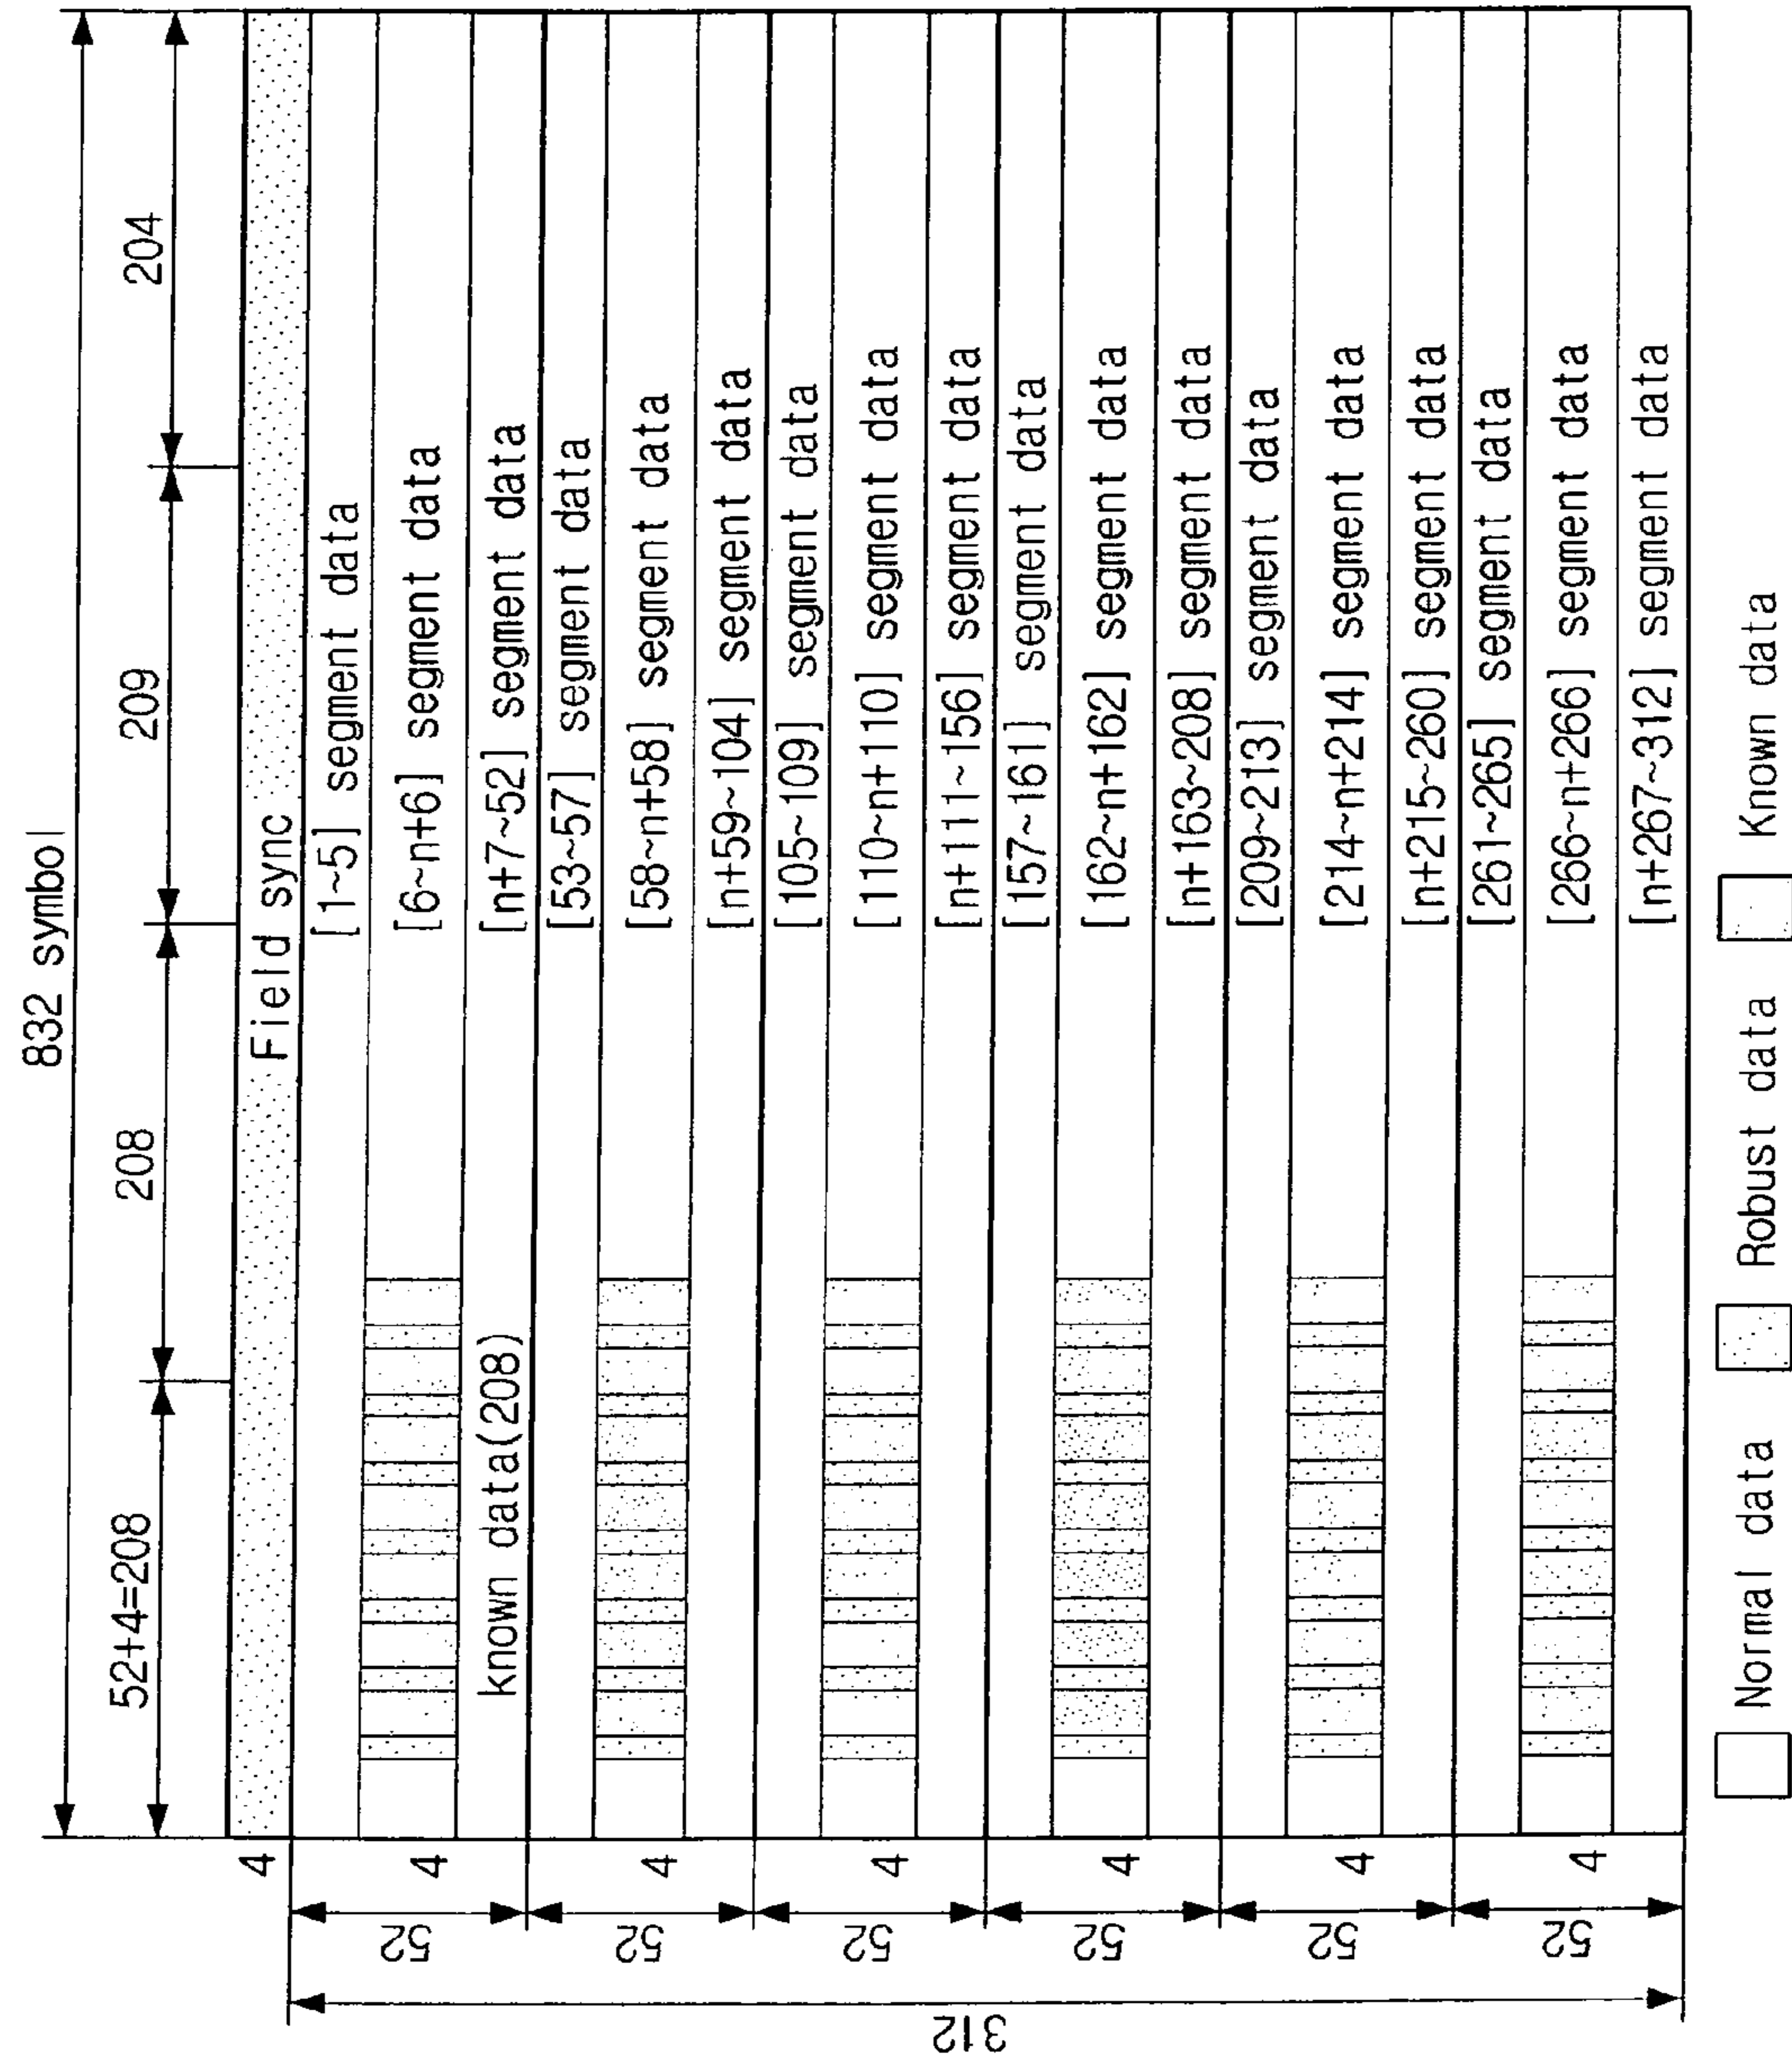 832 symbol
52+4=208
208
209
204
4
Field sync
[1~5] segment data
4
[6~n+6] segment data
known data(208)
[n+7~52] segment data
[53~57] segment data
4
[58~n+58] segment data
[n+59~104] segment data
[105~109] segment data
4
[110~n+110] segment data
[n+111~156] segment data
[157~161] segment data
4
[162~n+162] segment data
[n+163~208] segment data
[209~213] segment data
4
[214~n+214] segment data
[n+215~260] segment data
[261~265] segment data
4
[266~n+266] segment data
[n+267~312] segment data
52
52
52
52
52
52
312
Normal data
Robust data
Known data